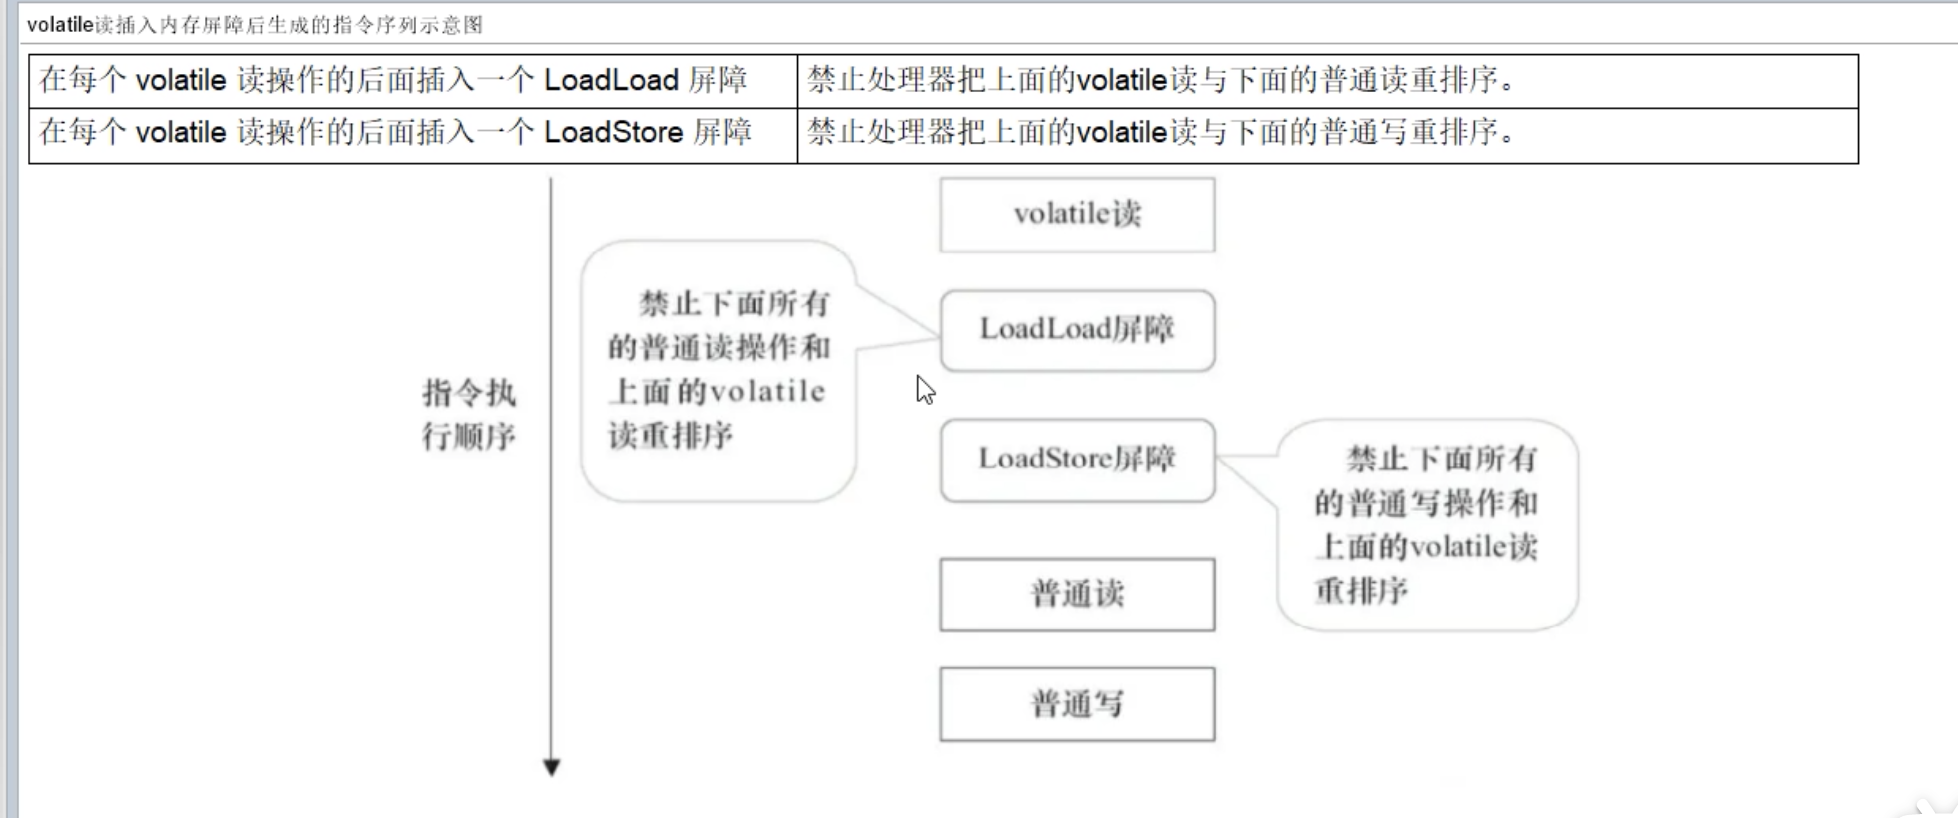 volatile读插入内存屏障后生成的指令序列示意图
在每个 volatile 读操作的后面插入一个 LoadLoad 屏障
禁止处理器把上面的volatile读与下面的普通读重排序。
在每个 volatile 读操作的后面插入一个 LoadStore 屏障
禁止处理器把上面的volatile读与下面的普通写重排序。
指令执
行顺序
禁止下面所有
的普通读操作和
上面的volatile
读重排序
volatile读
LoadLoad屏障
LoadStore屏障
禁止下面所有
的普通写操作和
上面的volatile读
重排序
普通读
普通写